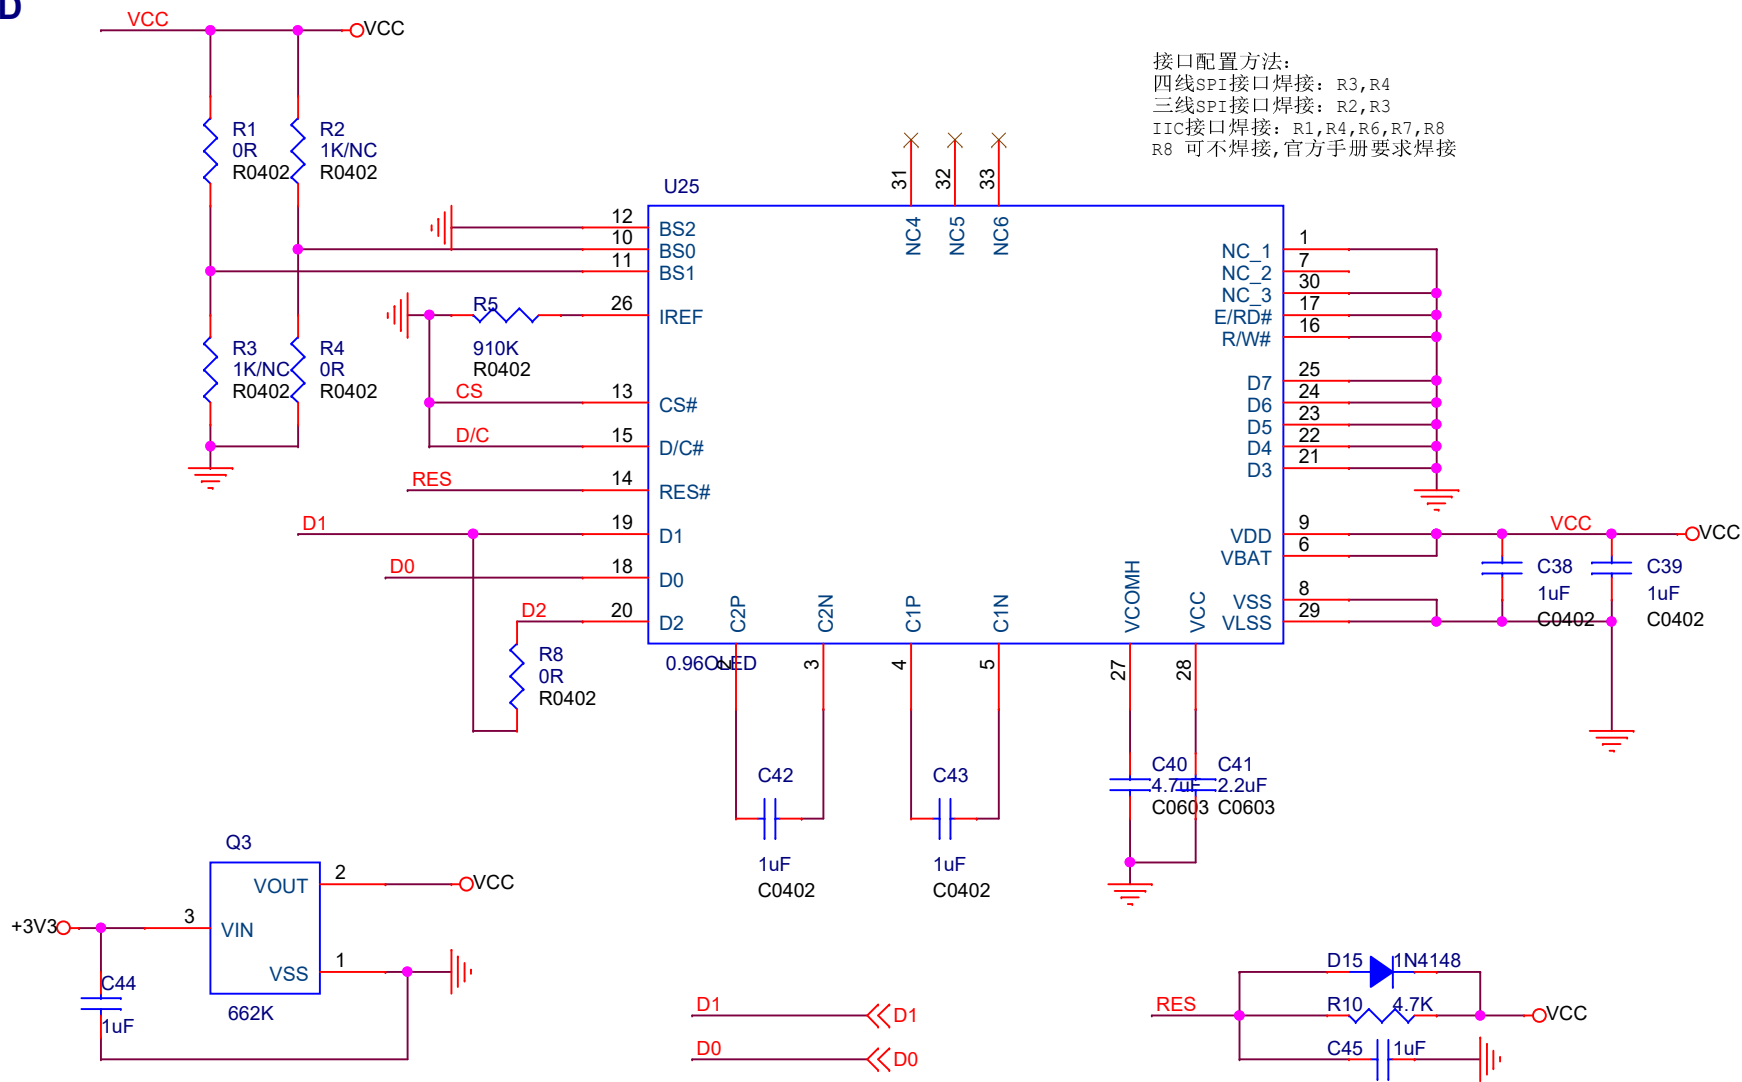 D
VCC
VCC
接口配置方法：
四线SPI接口焊接：R3,R4
三线SPI接口焊接：R2,R3
IIC接口焊接：R1,R4,R6,R7,R8
R8 可不焊接,官方手册要求焊接
R1
0R
R0402
R2
1K/NC
R0402
R3
1K/NC
R0402
R4
0R
R0402
U25
31
32
33
NC4
NC5
NC6
12
BS2
10
BS0
11
BS1
R5
910K
R0402
26
IREF
CS
13
CS#
D/C
15
D/C#
RES
14
RES#
D1
19
D1
D0
18
D0
D2
20
D2
R8
0R
R0402
0.96OLED
NC_1
1
NC_2
7
NC_3
30
E/RD#
17
R/W#
16
D7
25
D6
24
D5
23
D4
22
D3
21
VDD
9
VBAT
6
VSS
8
VLSS
29
VCC
VCC
C38
1uF
C0402
C39
1uF
C0402
C2P
2
C2N
3
C1P
4
C1N
5
VCOMH
27
VCC
28
C42
1uF
C0402
C43
1uF
C0402
C40
4.7uF
C0603
C41
2.2uF
C0603
Q3
VOUT
2
VCC
+3V3
3
VIN
VSS
1
662K
C44
1uF
D1
D1
D0
D0
D15
1N4148
RES
R10
4.7K
VCC
C45
1uF